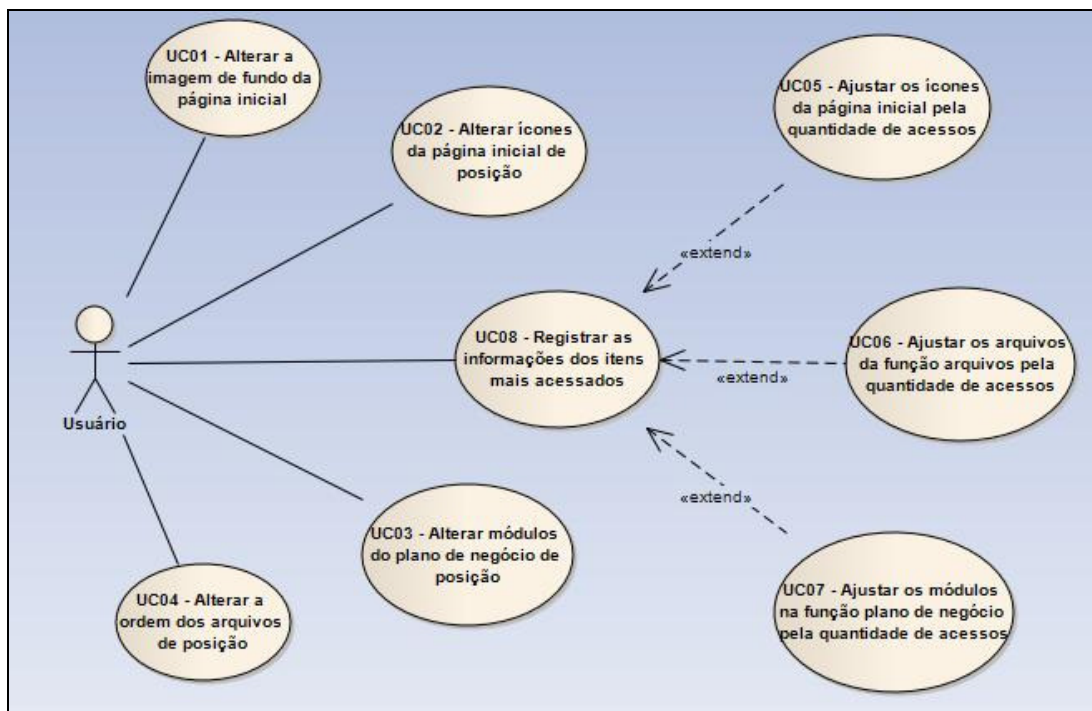 UC01 - Alterar a
imagem de fundo da
página inicial
UC02 - Alterar ícones
da página inicial de
posição
UC05 - Ajustar os ícones
da página inicial pela
quantidade de acessos
«extend»
UC08 - Registrar as
informações dos itens
mais acessados
UC06 - Ajustar os arquivos
da função arquivos pela
quantidade de acessos
«extend»
Usuário
«extend»
UC03 - Alterar módulos
do plano de negócio de
posição
UC04 - Alterar a
ordem dos arquivos
de posição
UC07 - Ajustar os módulos
na função plano de negócio
pela quantidade de acessos